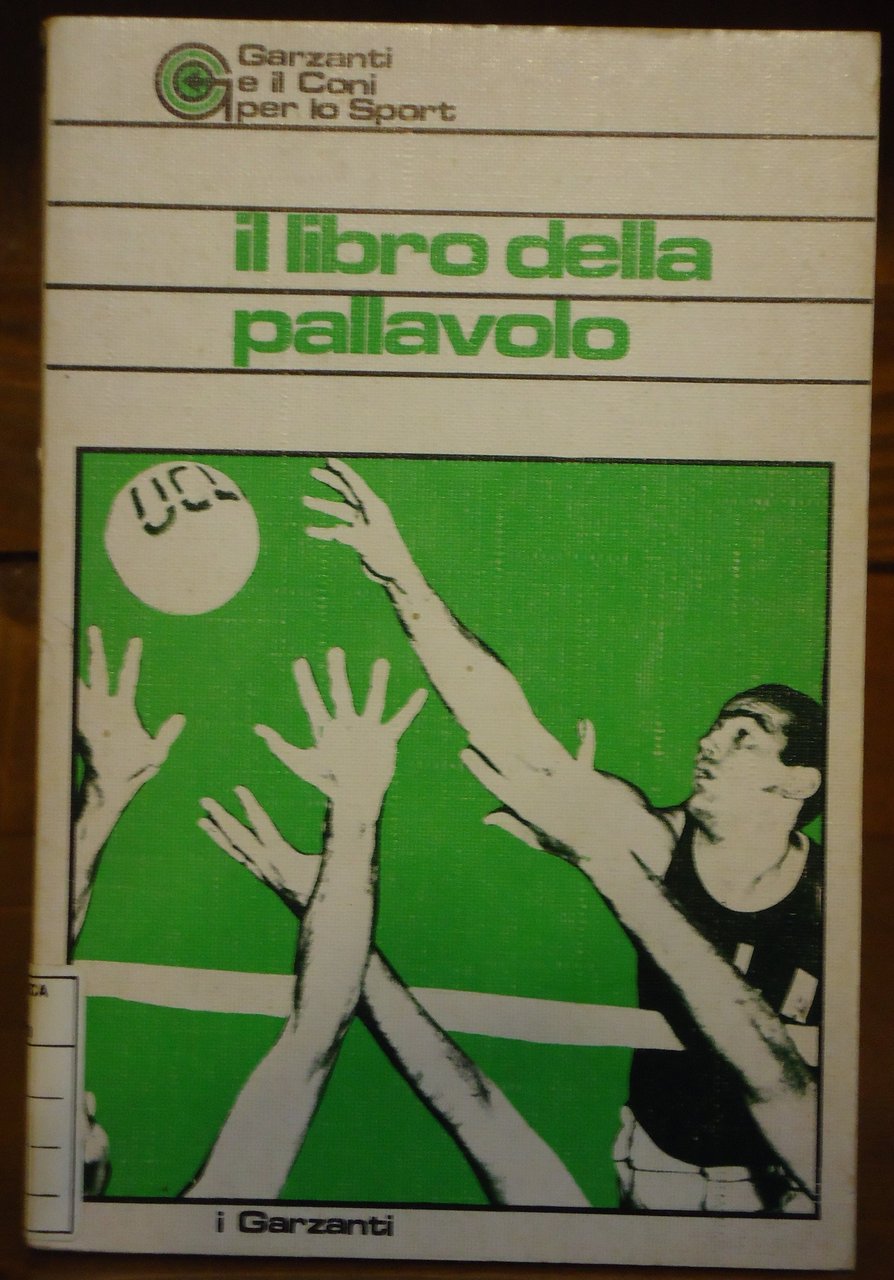 Garzanti
e il Coni
per lo Sport
il libro della
pallavolo
i Garzanti